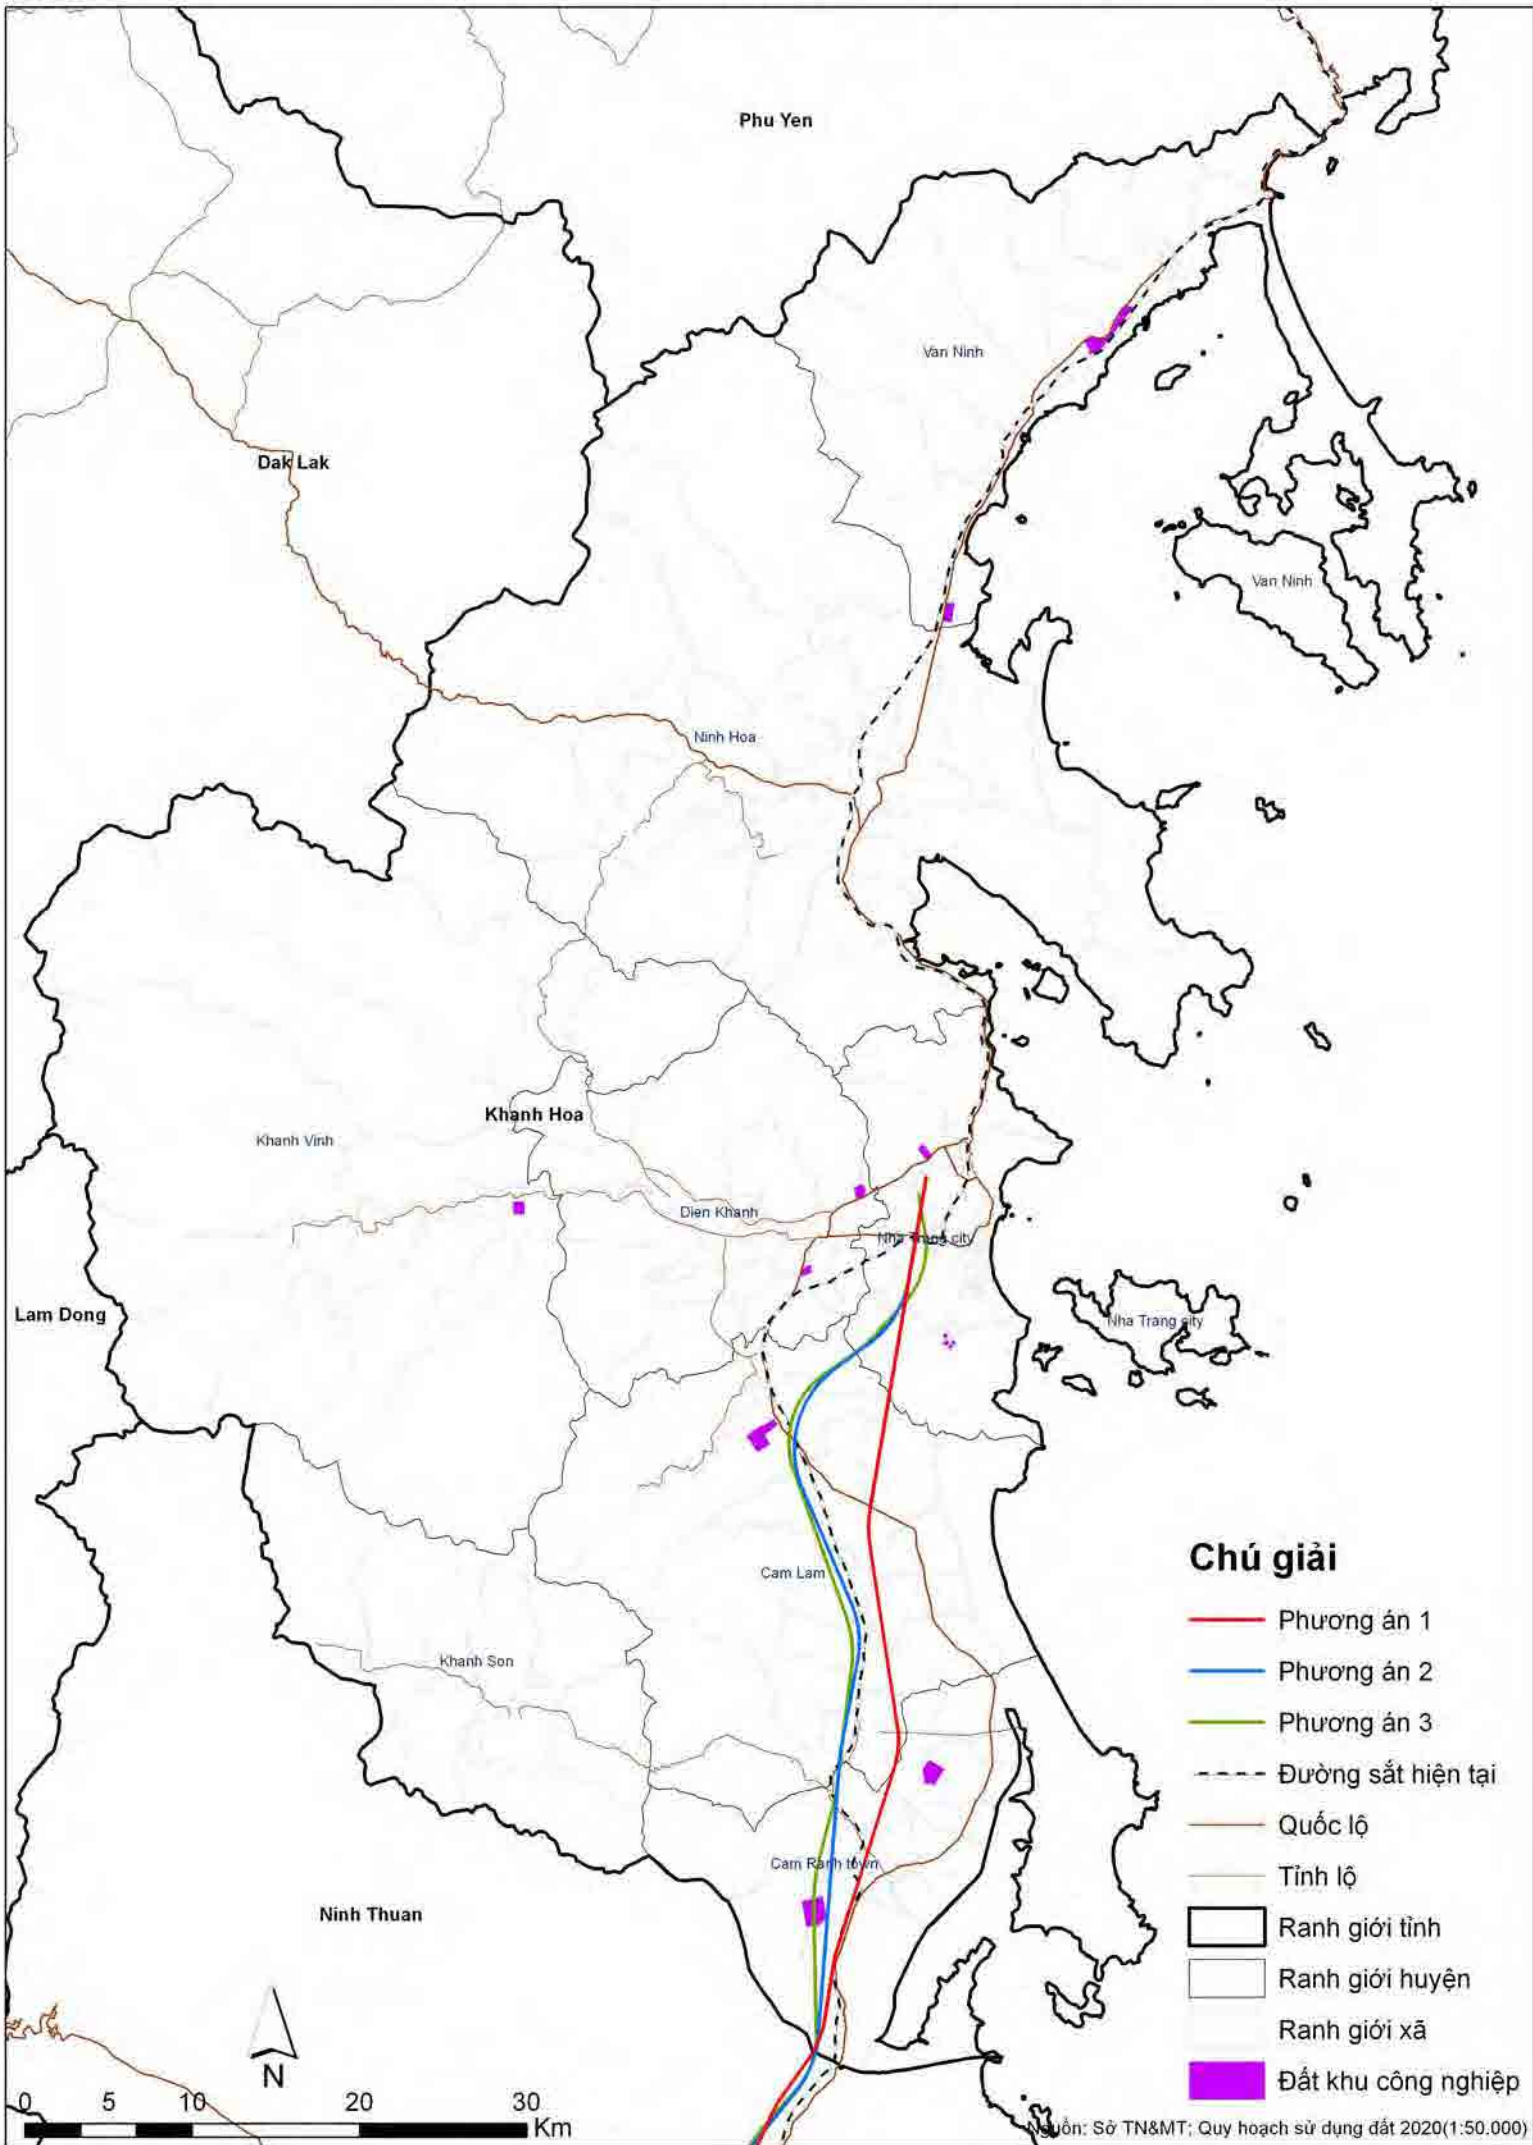 Phu Yen
Van Ninh
Dak Lak
Van Ninh
Ninh Hoa
Khanh Hoa
Khanh Vinh
Dien Khanh
Nha Trang city
Lam Dong
Nha Trang city
Cam Lam
Khanh Son
Cam Ranh town
Ninh Thuan
Chú giải
Phương án 1
Phương án 2
Phương án 3
Đường sắt hiện tại
Quốc lộ
Tỉnh lộ
Ranh giới tỉnh
Ranh giới huyện
Ranh giới xã
Đất khu công nghiệp
N
0 5 10 20 30
Km
Nguồn: Sở TN&MT; Quy hoạch sử dụng đất 2020(1:50.000)